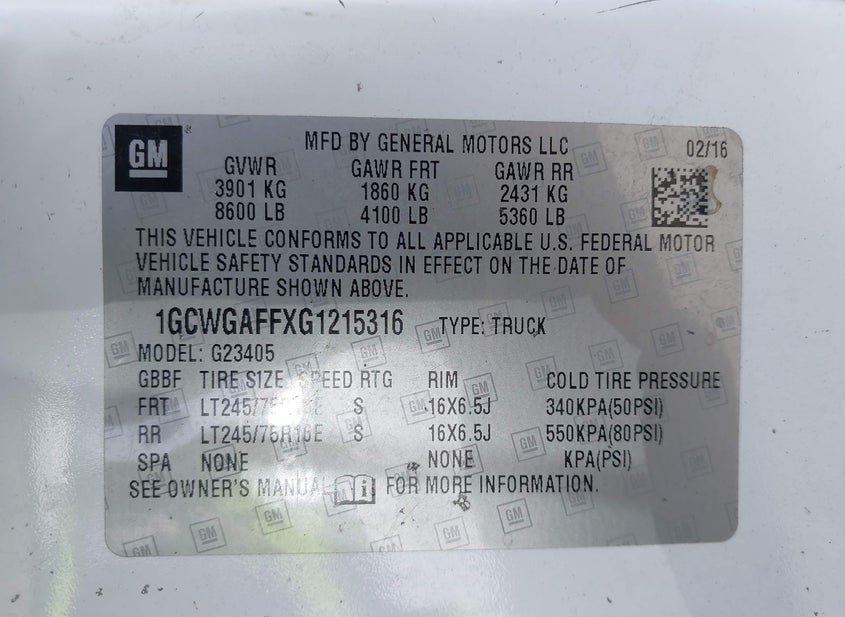 GM
MFD BY GENERAL MOTORS LLC
02/16
GVWR GAWR FRT GAWR RR
3901 KG 1860 KG 2431 KG
8600 LB 4100 LB 5360 LB
THIS VEHICLE CONFORMS TO ALL APPLICABLE U.S. FEDERAL MOTOR
VEHICLE SAFETY STANDARDS IN EFFECT ON THE DATE OF
MANUFACTURE SHOWN ABOVE.
1GCWGAFFXG1215316 TYPE: TRUCK
MODEL: G23405
GBBF TIRE SIZE SPEED RTG RIM COLD TIRE PRESSURE
FRT S 16X6.5J 340KPA(50PSI)
RR LT245/75R16E S 16X6.5J 550KPA(80PSI)
SPA NONE NONE KPA(PSI)
SEE OWNER'S MANUAL FOR MORE INFORMATION.